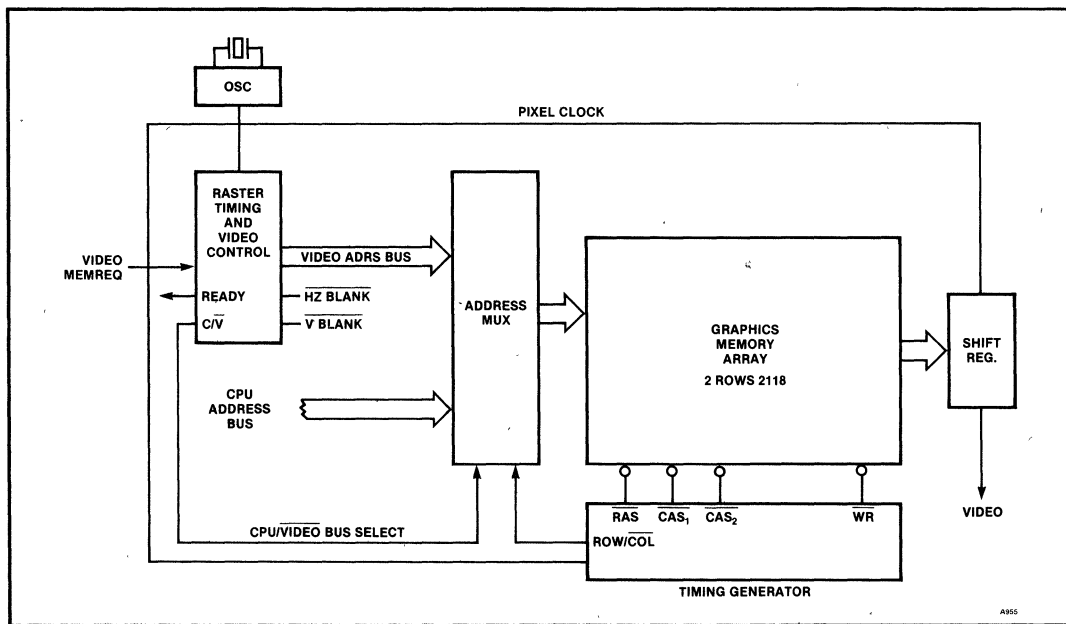 OSC
PIXEL CLOCK
RASTER
TIMING
AND
VIDEO
CONTROL
VIDEO
MEMREQ
VIDEO ADRS BUS
READY
HZ BLANK
C/V
V BLANK
ADDRESS
MUX
GRAPHICS
MEMORY
ARRAY
2 ROWS 2118
SHIFT
REG.
CPU
ADDRESS
BUS
RAS
CAS1
CAS2
WR
VIDEO
CPU/VIDEO BUS SELECT
ROW/COL
TIMING GENERATOR
A955